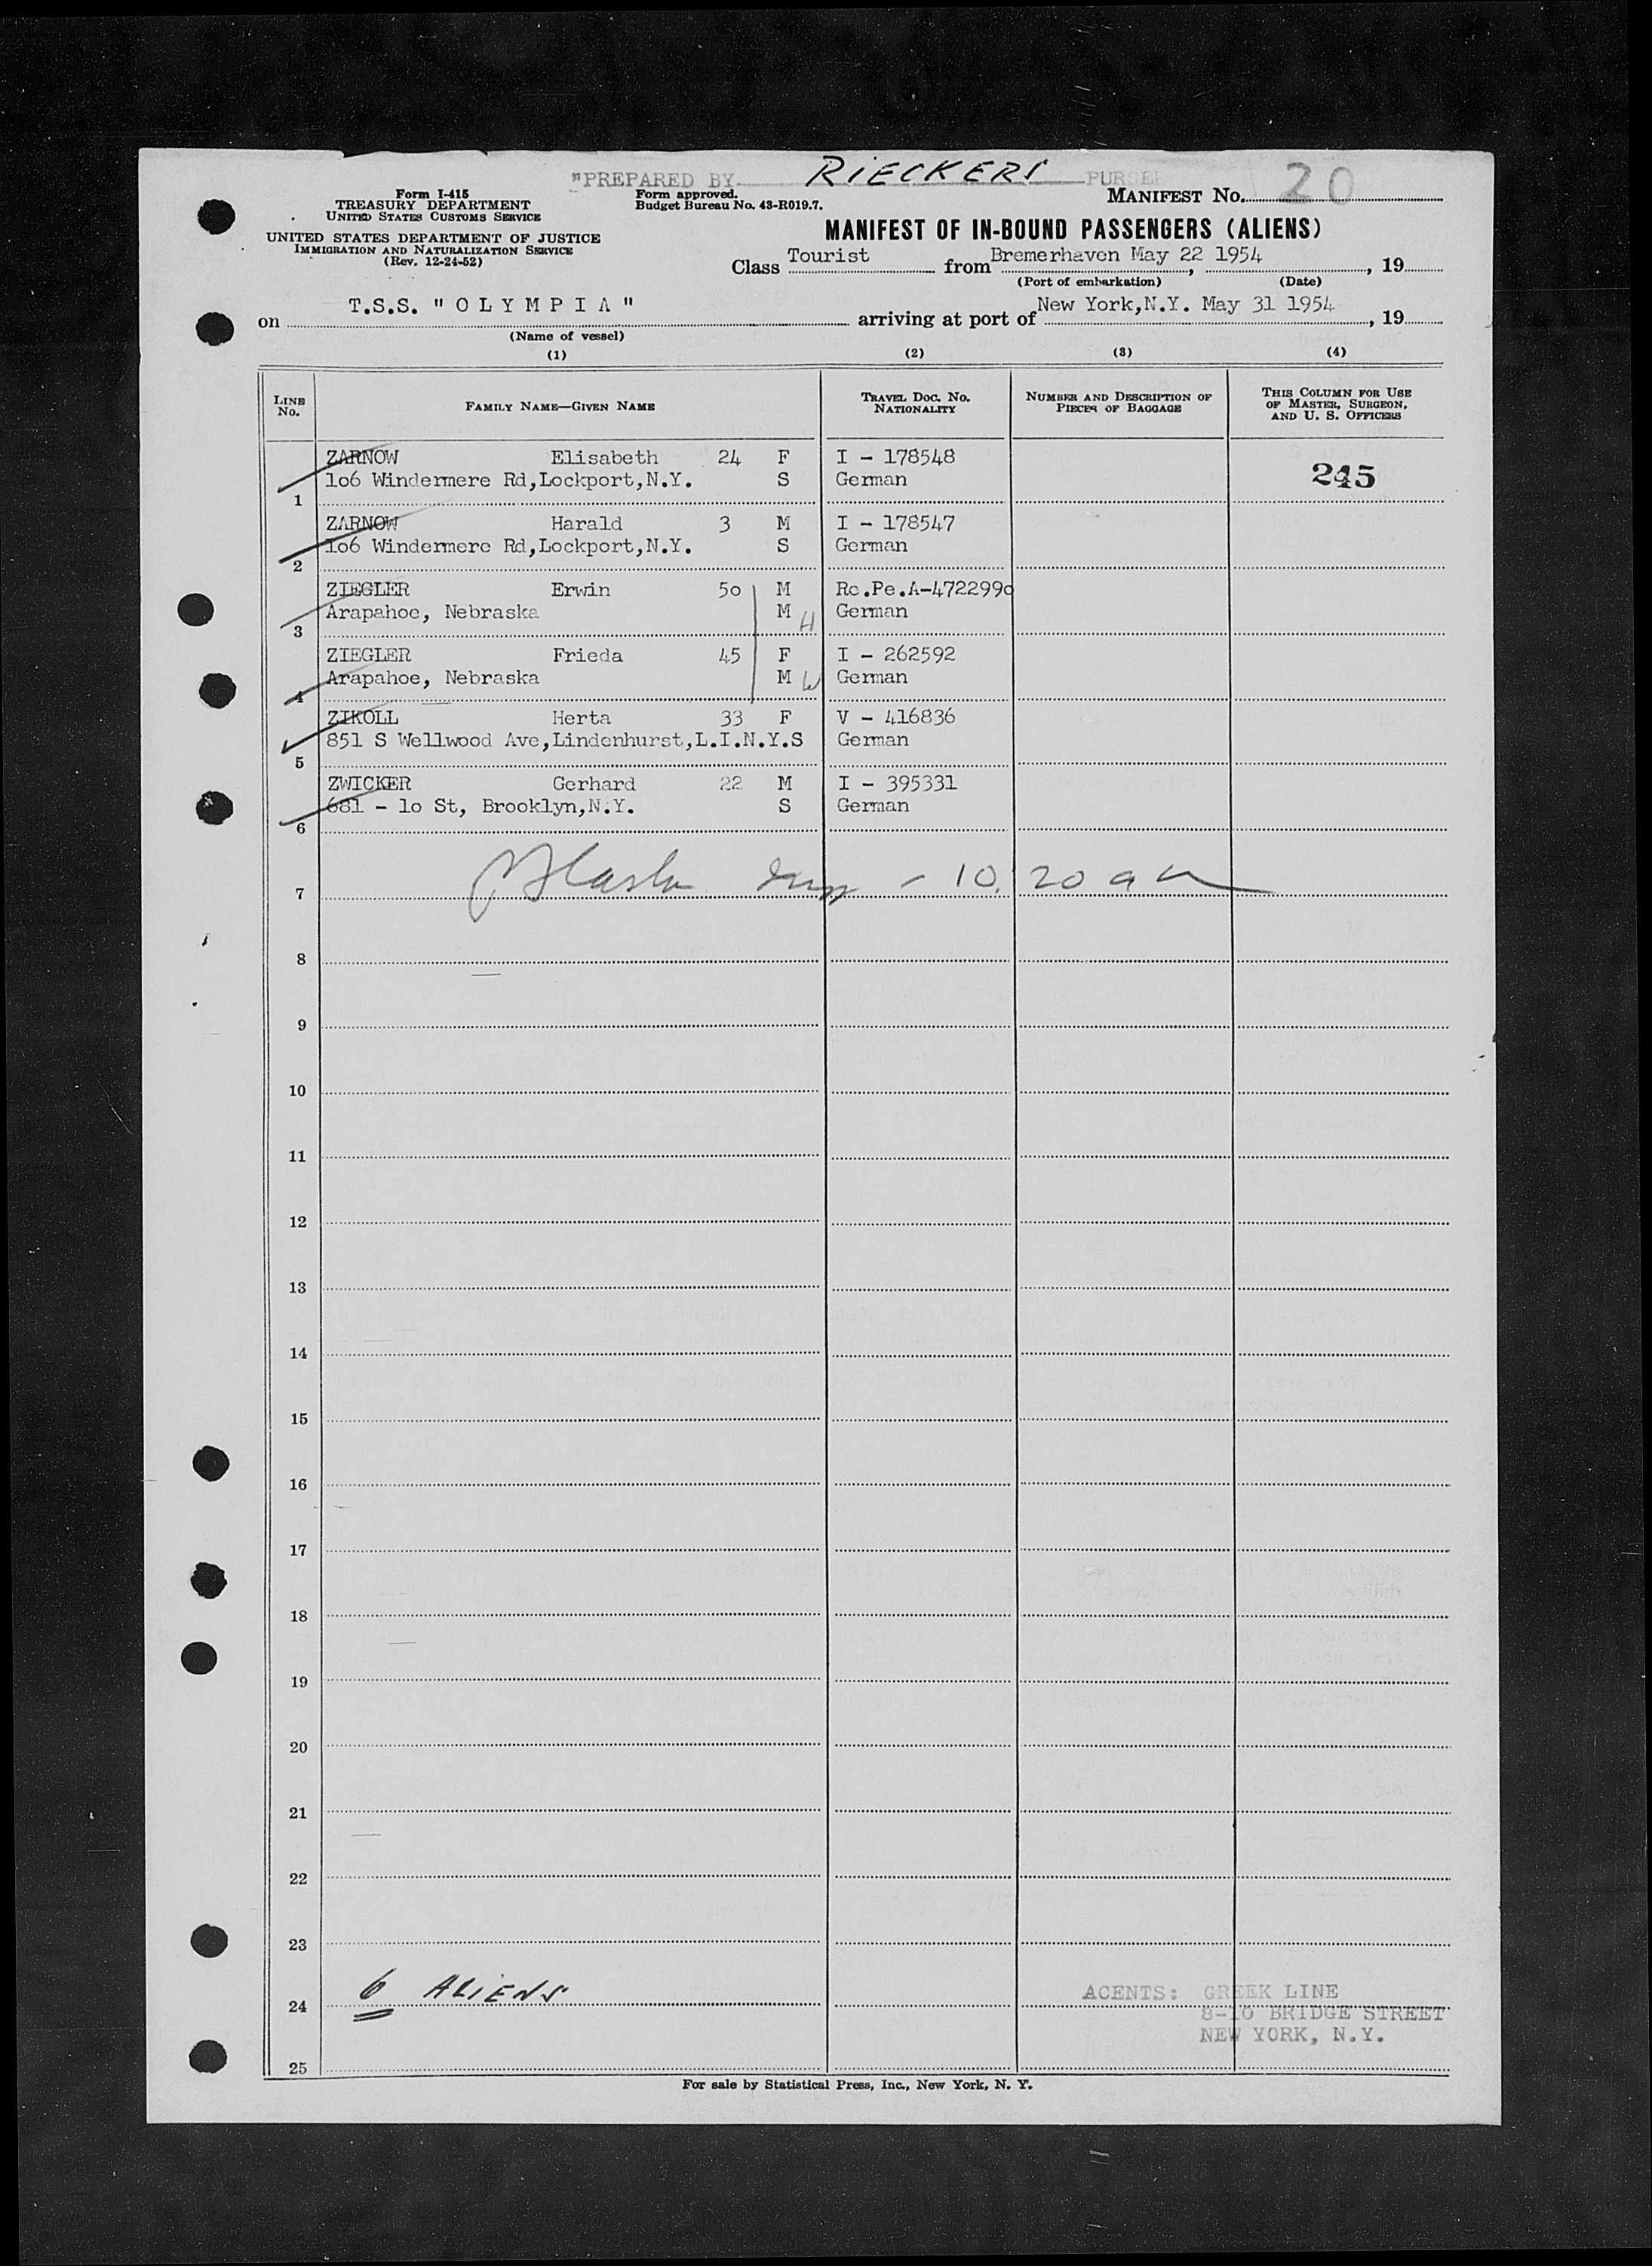 "PREPARED BY RIECKERS PURSER
Form I-415
TREASURY DEPARTMENT
UNITED STATES CUSTOMS SERVICE
UNITED STATES DEPARTMENT OF JUSTICE
IMMIGRATION AND NATURALIZATION SERVICE
(Rev. 12-24-52)
Form approved.
Budget Bureau No. 43-R019.7.
MANIFEST No. 20
MANIFEST OF IN-BOUND PASSENGERS (ALIENS)
Class Tourist from Bremerhaven May 22 1954, 19
(Port of embarkation) (Date)
on T.S.S. "O L Y M P I A" arriving at port of New York,N.Y. May 31 1954, 19
(Name of vessel)
(1) (2) (3) (4)
LINE No. FAMILY NAME—GIVEN NAME TRAVEL DOC. NO. NATIONALITY NUMBER AND DESCRIPTION OF PIECES OF BAGGAGE THIS COLUMN FOR USE OF MASTER, SURGEON, AND U. S. OFFICERS
ZARNOW Elisabeth 24 F I - 178548
1 1o6 Windermere Rd,Lockport,N.Y. S German 245
ZARNOW Harald 3 M I - 178547
2 1o6 Windermere Rd,Lockport,N.Y. S German
ZIEGLER Erwin 5o M Rc.Pe.A-472299o
3 Arapahoe, Nebraska M H German
ZIEGLER Frieda 45 F I - 262592
4 Arapahoe, Nebraska M W German
ZIKOLL Herta 33 F V - 416836
5 851 S Wellwood Ave,Lindenhurst,L.I.N.Y.S German
ZWICKER Gerhard 22 M I - 395331
6 681 - 1o St, Brooklyn,N.Y. S German
7 - 10.20 am
8
9
10
11
12
13
14
15
16
17
18
19
20
21
22
23
24 6 ALIENS
AGENTS: GREEK LINE
8-10 BRIDGE STREET
NEW YORK, N.Y.
25
For sale by Statistical Press, Inc., New York, N. Y.